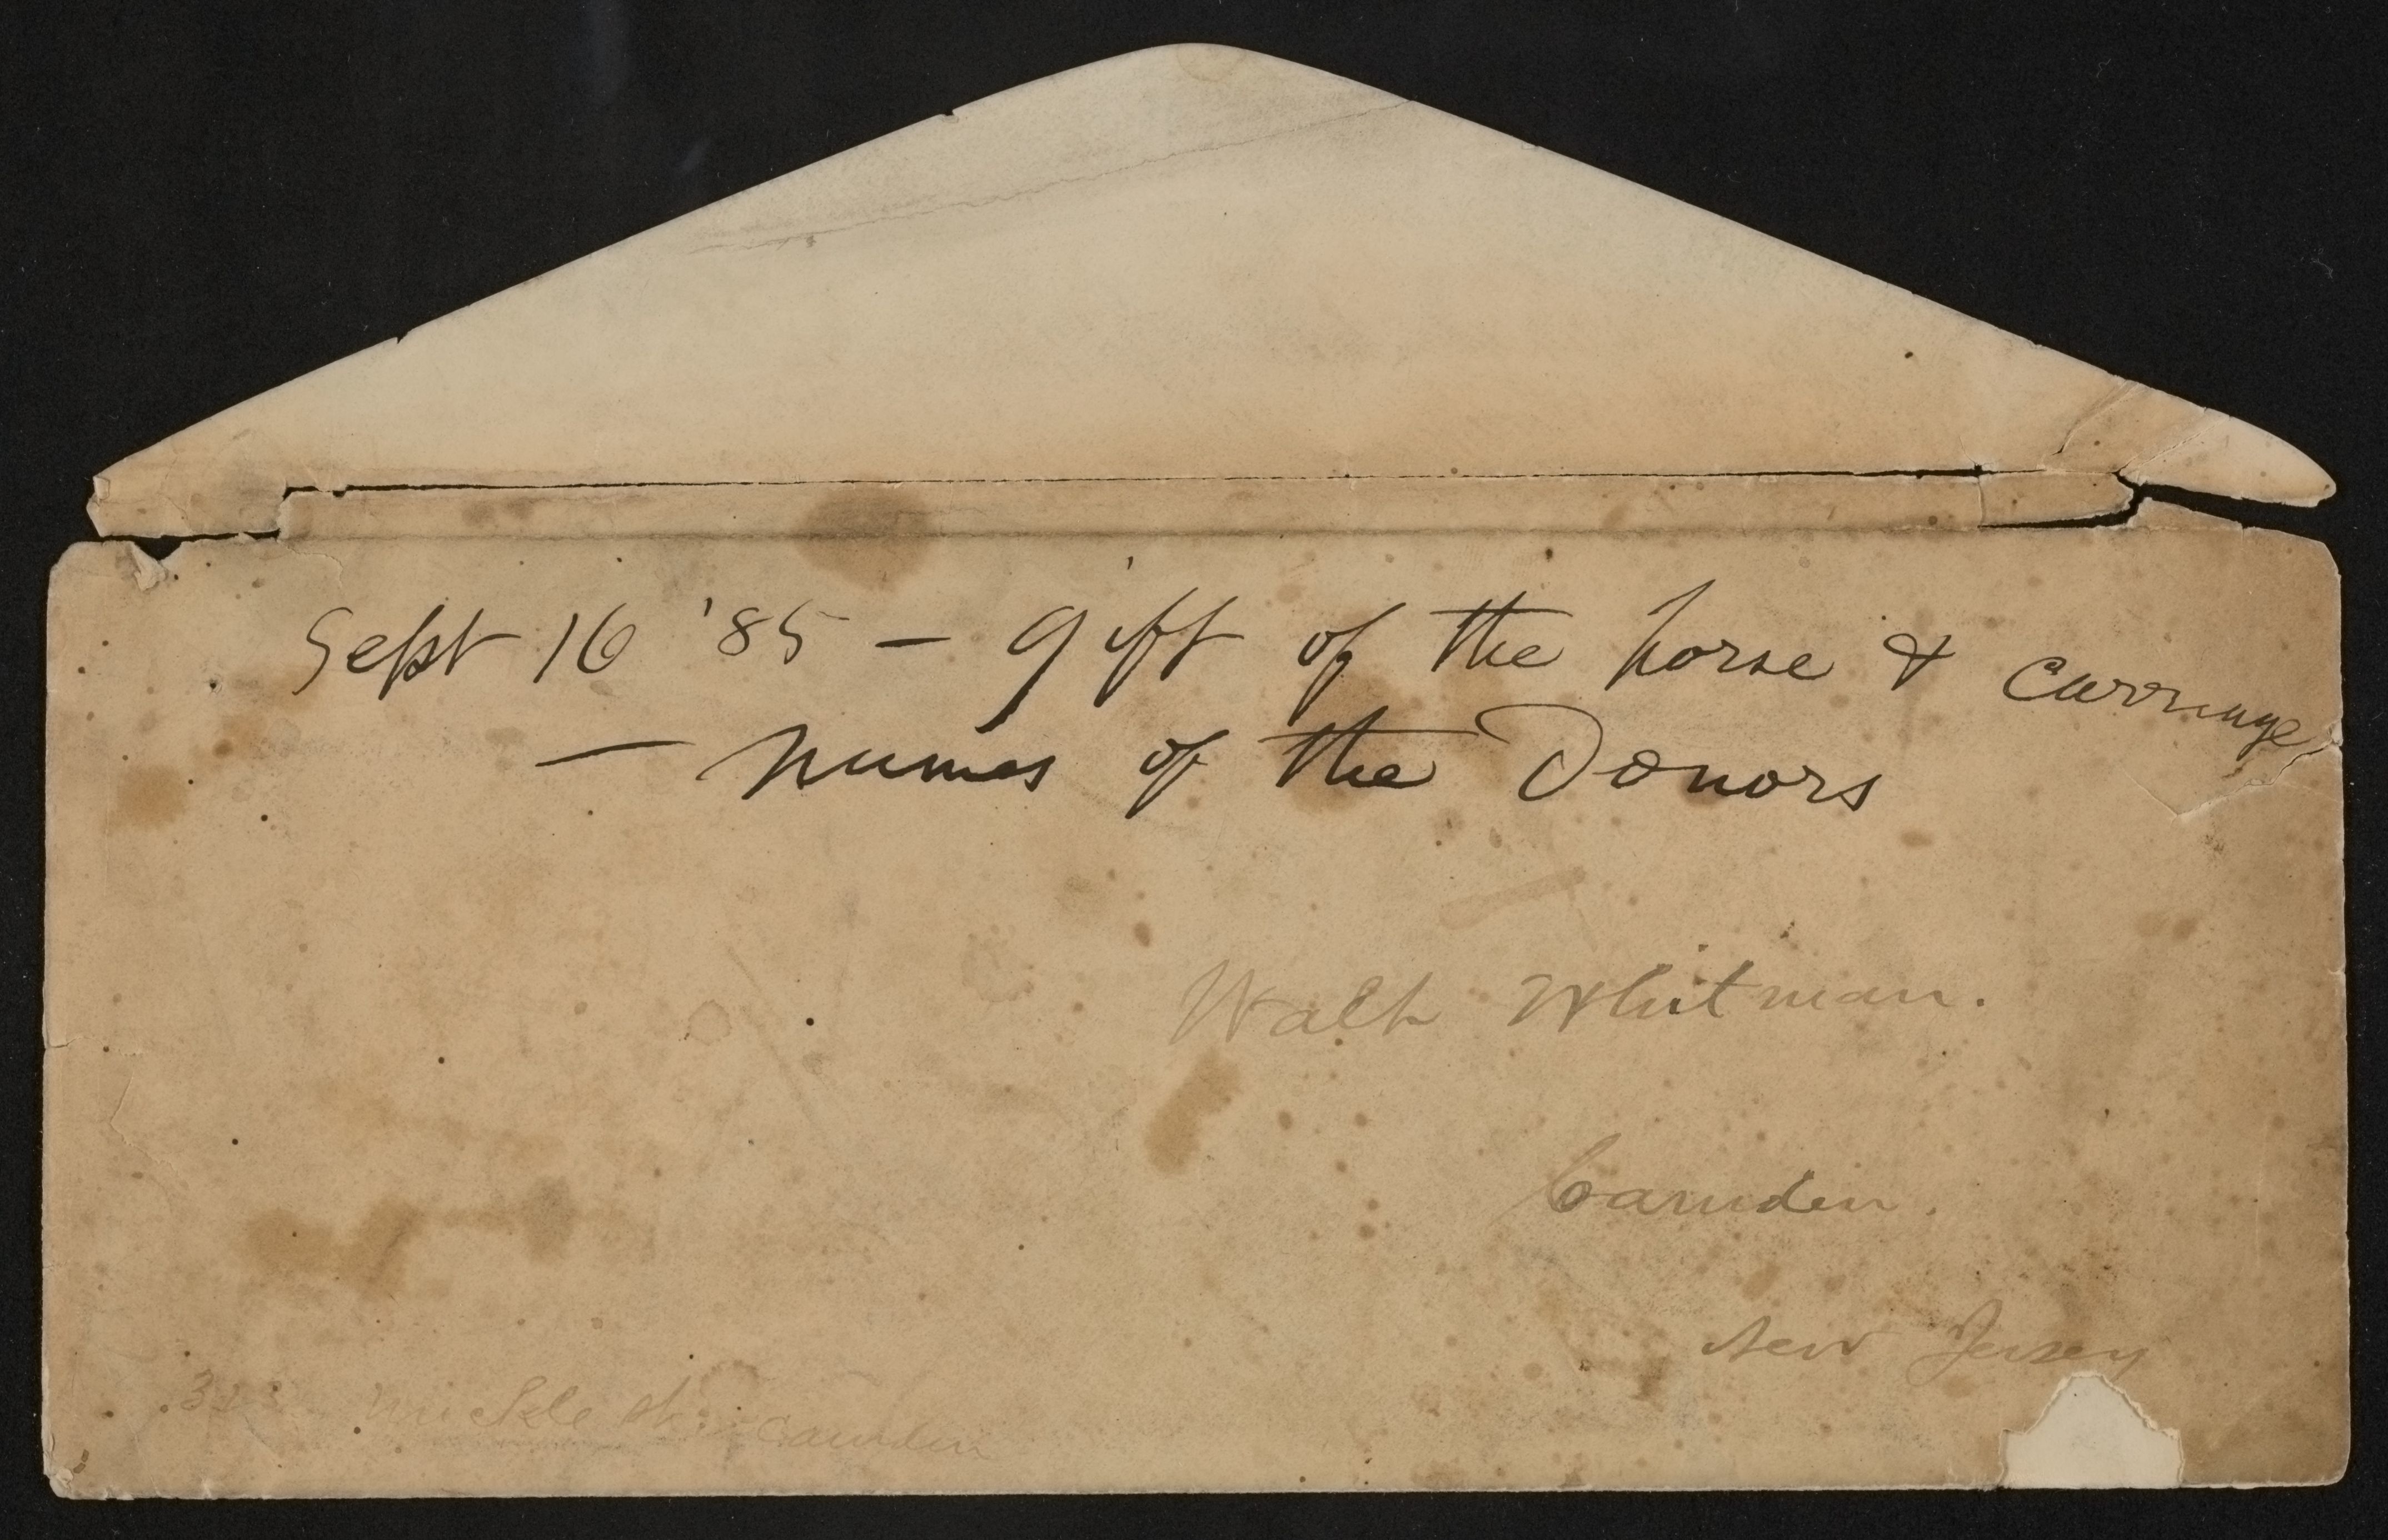 Sept 16 '85 — gift of the horse & carriage
— names of the Donors
Walt Whitman.
Camden.
New Jersey
328 Mickle st. Camden